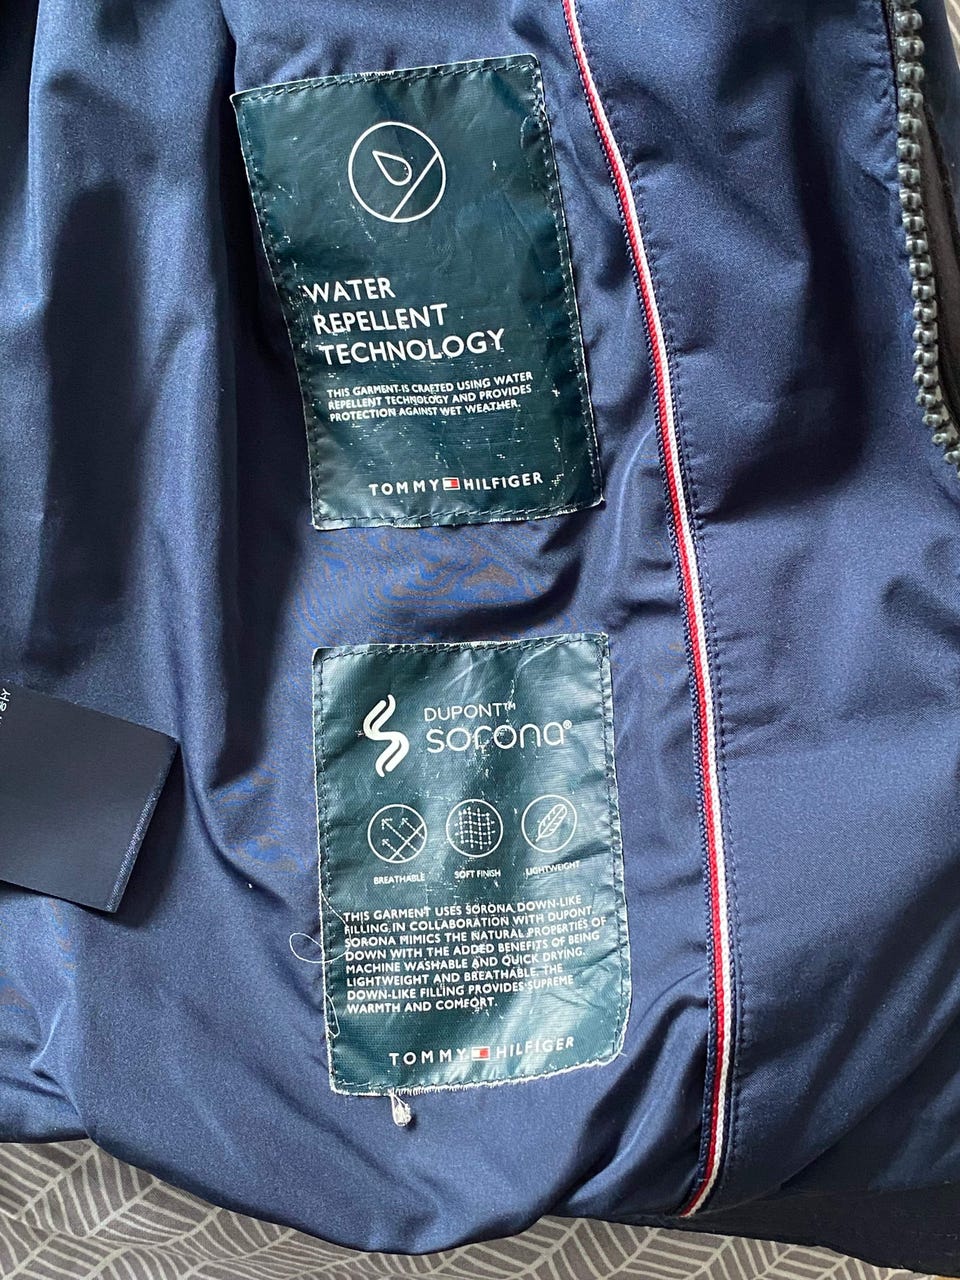 WATER
REPELLENT
TECHNOLOGY
THIS GARMENT IS CRAFTED USING WATER
REPELLENT TECHNOLOGY AND PROVIDES
PROTECTION AGAINST WET WEATHER.
TOMMY HILFIGER
DUPONT™
sorona®
BREATHABLE
SOFT FINISH
LIGHTWEIGHT
THIS GARMENT USES SORONA DOWN-LIKE
FILLING IN COLLABORATION WITH DUPONT.
SORONA MIMICS THE NATURAL PROPERTIES OF
DOWN WITH THE ADDED BENEFITS OF BEING
MACHINE WASHABLE AND QUICK DRYING.
LIGHTWEIGHT AND BREATHABLE. THE
DOWN-LIKE FILLING PROVIDES SUPREME
WARMTH AND COMFORT.
TOMMY HILFIGER